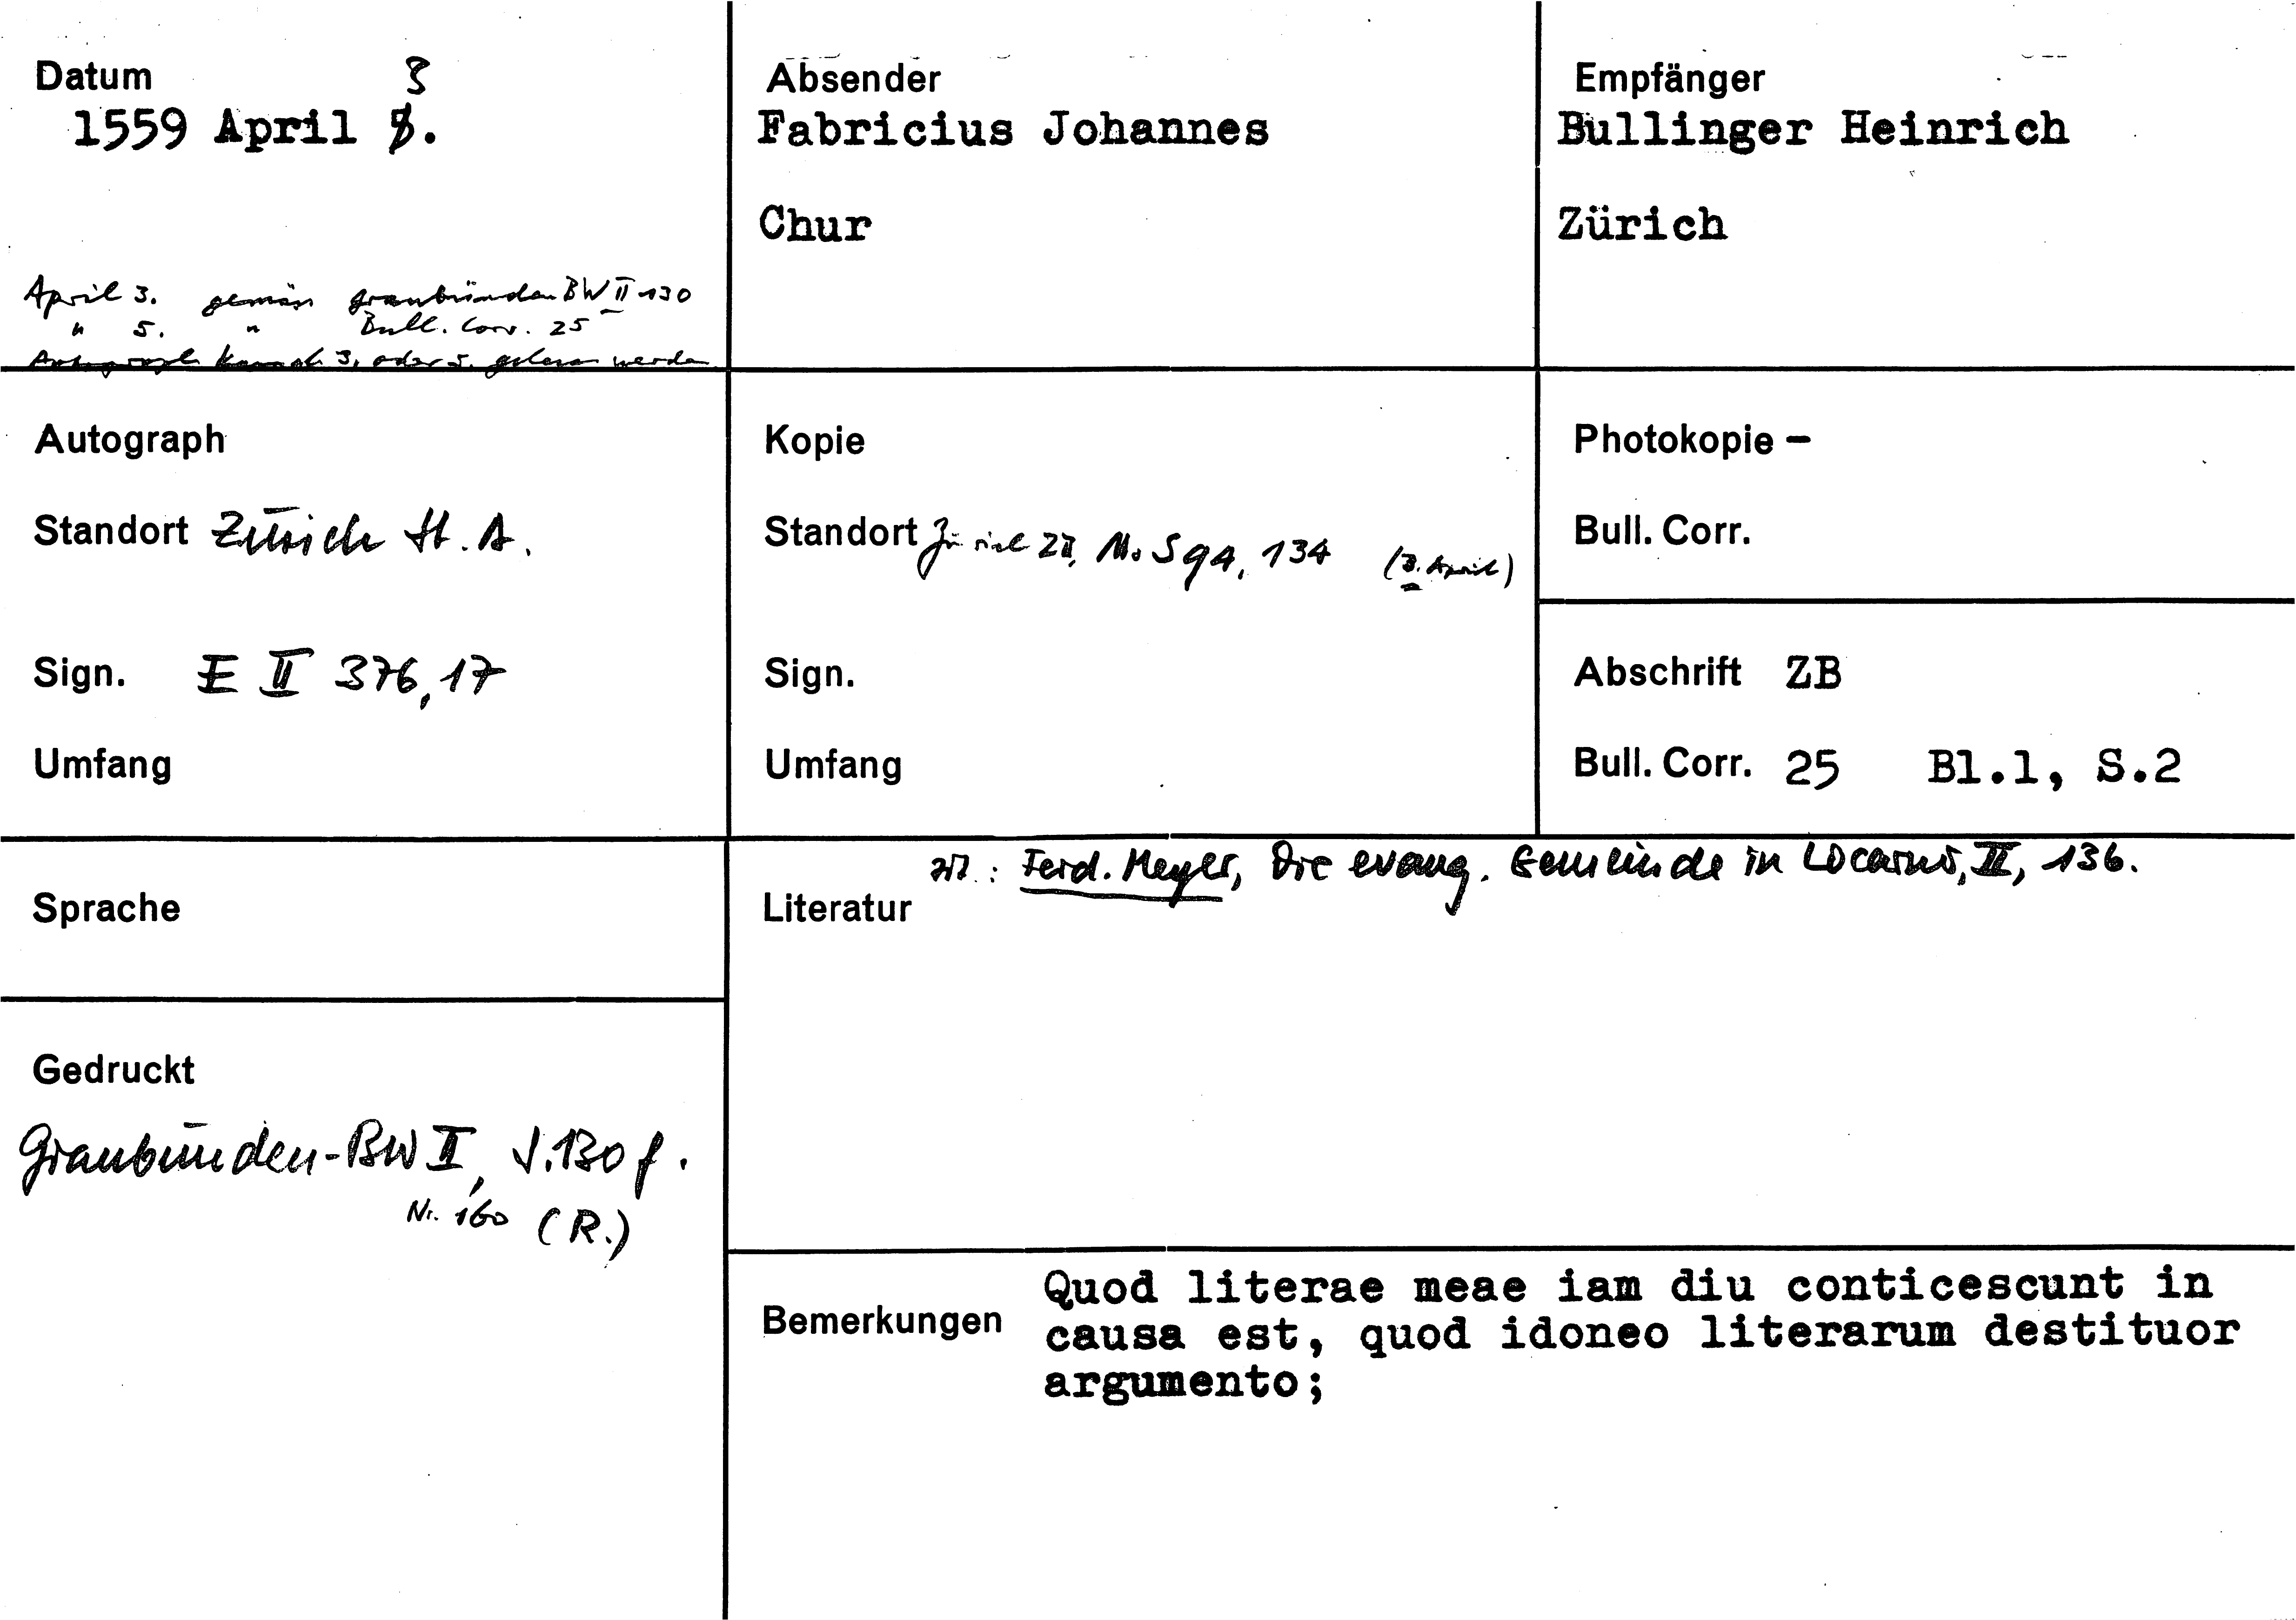 Datum
3
1559 April 5.
April 3. gemäss Graubünden BW II 130
" 5. " Bull. Corr. 25
Autograph kann als 3. oder 5. gelesen werden
Absender
Fabricius Johannes
Chur
Empfänger
Bullinger Heinrich
Zürich
Autograph
Standort Zürich St. A.
Sign. E II 376,17
Umfang
Kopie
Standort Zürich ZB, Ms S 94, 134 (3. April)
Sign.
Umfang
Photokopie –
Bull. Corr.
Abschrift ZB
Bull. Corr. 25 Bl.1, S.2
Sprache
Gedruckt
Graubünden-BW II, S.130 f.
Nr. 160 (R.)
zit.: Ferd. Meyer, Die evang. Gemeinde in Locarno, II, 136.
Literatur
Bemerkungen
Quod literae meae iam diu conticescunt in
causa est, quod idoneo literarum destituor
argumento;